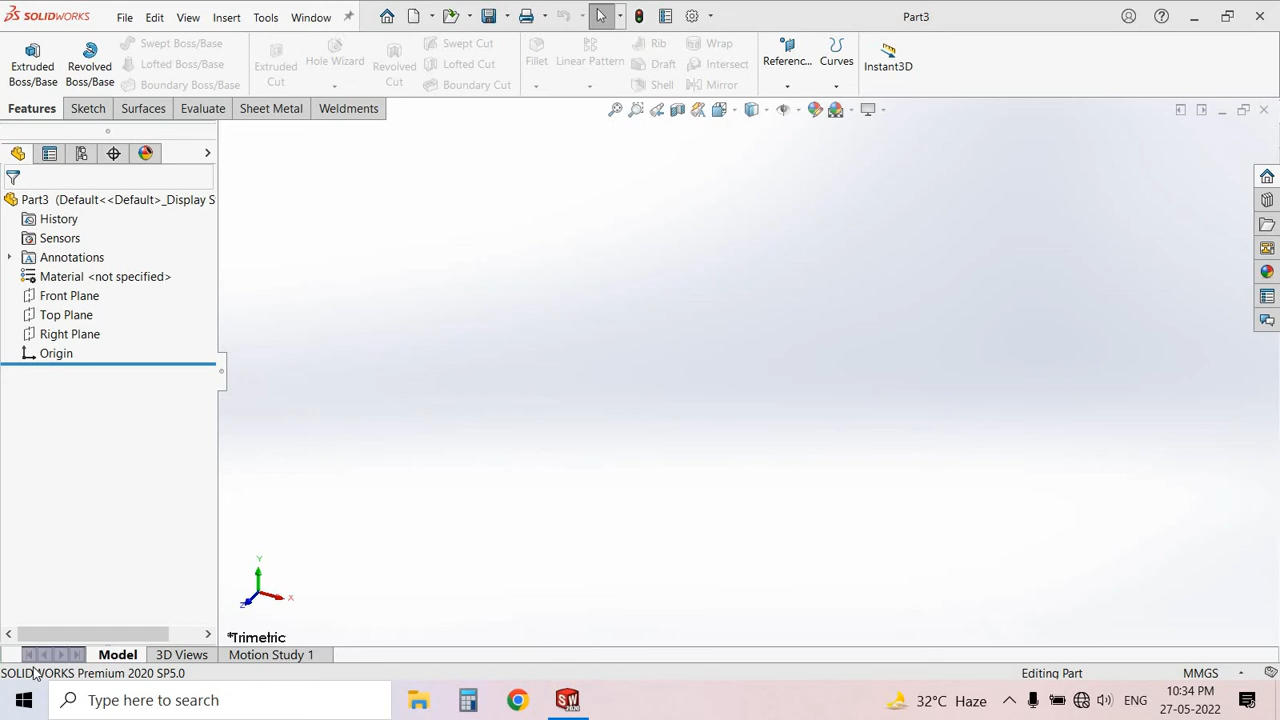 SOLIDWORKS File Edit View Insert Tools Window Part3
Extruded Boss/Base
Revolved Boss/Base
Swept Boss/Base
Lofted Boss/Base
Boundary Boss/Base
Extruded Cut
Hole Wizard
Revolved Cut
Swept Cut
Lofted Cut
Boundary Cut
Fillet
Linear Pattern
Rib
Draft
Shell
Wrap
Intersect
Mirror
Referenc...
Curves
Instant3D
Features Sketch Surfaces Evaluate Sheet Metal Weldments
Part3 (Default<<Default>_Display S
History
Sensors
Annotations
Material <not specified>
Front Plane
Top Plane
Right Plane
Origin
Y
X
Z
*Trimetric
Model 3D Views Motion Study 1
SOLIDWORKS Premium 2020 SP5.0 Editing Part MMGS
Type here to search
SW
2020
32°C Haze
ENG
10:34 PM
27-05-2022